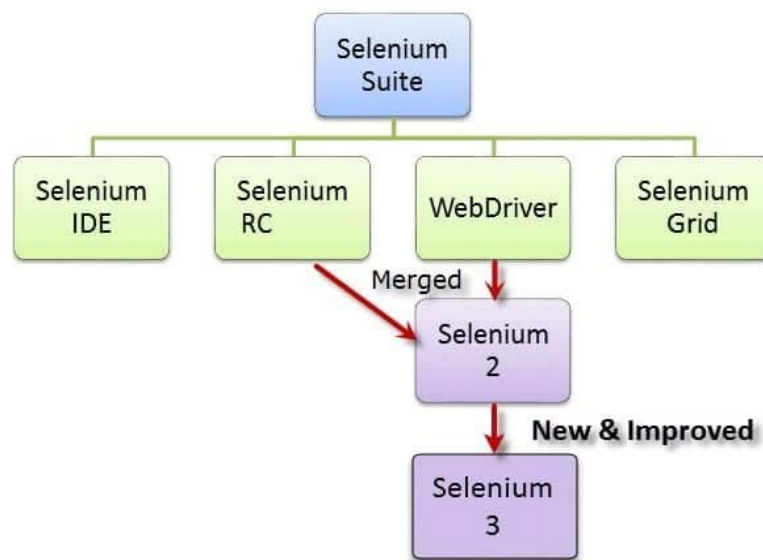 Selenium
Suite
Selenium
IDE
Selenium
RC
WebDriver
Selenium
Grid
Merged
Selenium
2
New & Improved
Selenium
3